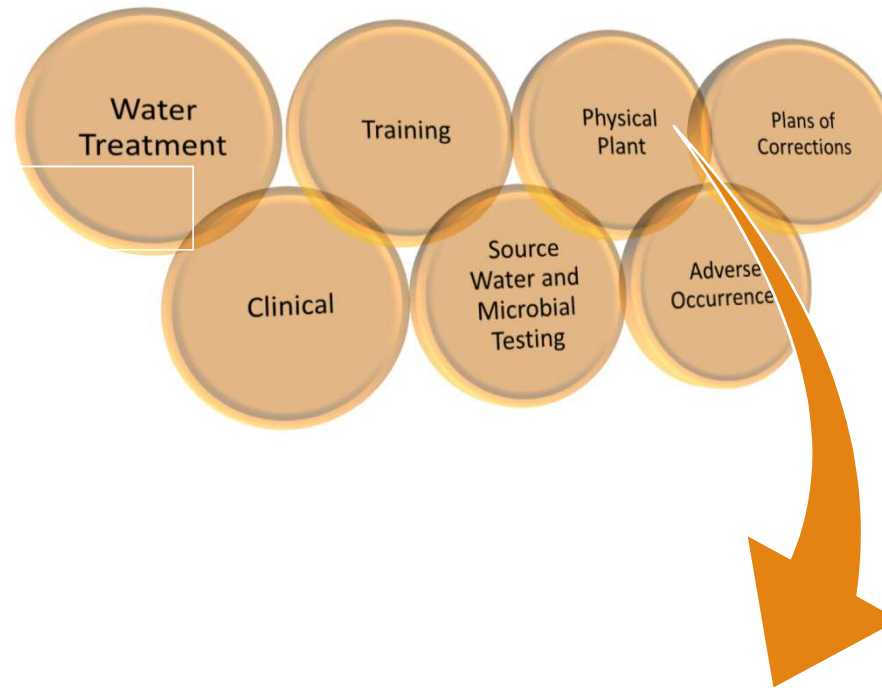 Water
Treatment
Training
Physical
Plant
Plans of
Corrections
Clinical
Source
Water and
Microbial
Testing
Adverse
Occurrence